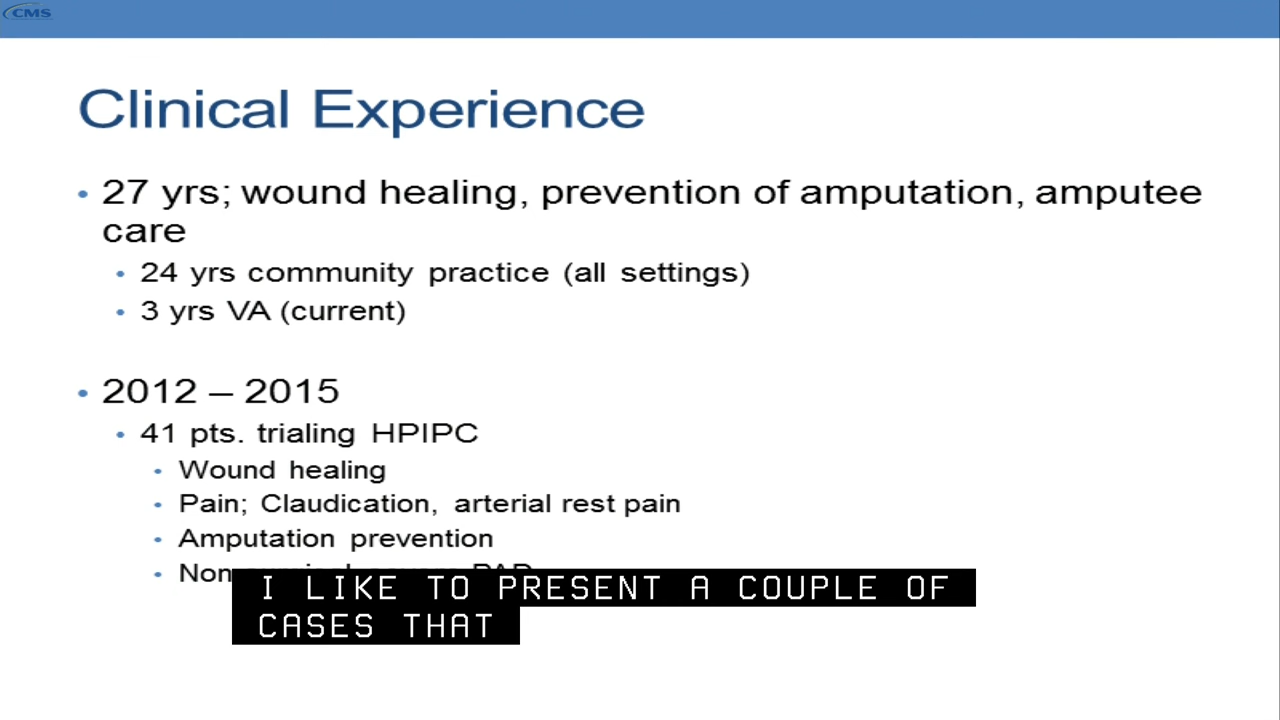 CMS
Clinical Experience
• 27 yrs; wound healing, prevention of amputation, amputee
care
• 24 yrs community practice (all settings)
• 3 yrs VA (current)
• 2012 – 2015
• 41 pts. trialing HPIPC
• Wound healing
• Pain; Claudication, arterial rest pain
• Amputation prevention
• Non
I LIKE TO PRESENT A COUPLE OF
CASES THAT